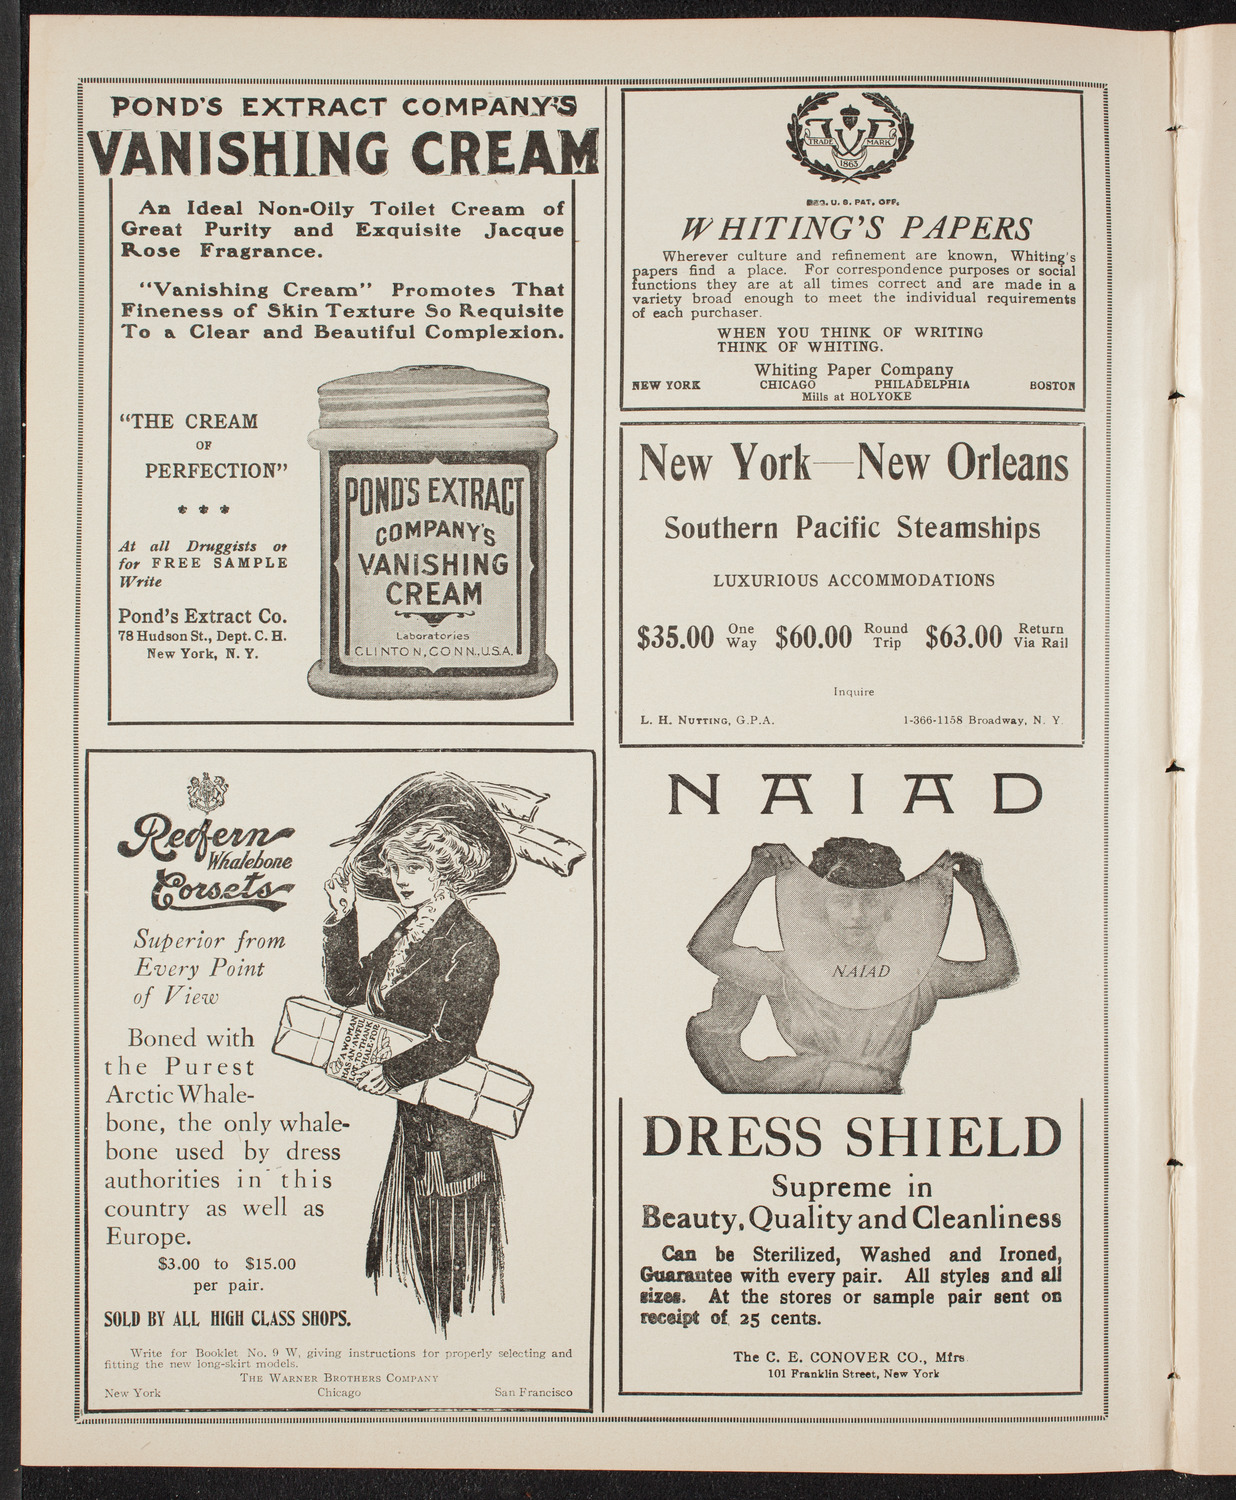 POND'S EXTRACT COMPANY'S
VANISHING CREAM
An Ideal Non-Oily Toilet Cream of
Great Purity and Exquisite Jacque
Rose Fragrance.
"Vanishing Cream" Promotes That
Fineness of Skin Texture So Requisite
To a Clear and Beautiful Complexion.
"THE CREAM
OF
PERFECTION"
* * *
At all Druggists or
for FREE SAMPLE
Write
Pond's Extract Co.
78 Hudson St., Dept. C. H.
New York, N. Y.
POND'S EXTRACT
COMPANY'S
VANISHING
CREAM
Laboratories
CLINTON, CONN., U.S.A.
Redfern
Whalebone
Corsets
Superior from
Every Point
of View
Boned with
the Purest
Arctic Whale-
bone, the only whale-
bone used by dress
authorities in this
country as well as
Europe.
$3.00 to $15.00
per pair.
SOLD BY ALL HIGH CLASS SHOPS.
A WOMAN
HAS AN AWFUL
LOT TO THANK
A WHALE FOR
Write for Booklet No. 9 W, giving instructions for properly selecting and
fitting the new long-skirt models.
THE WARNER BROTHERS COMPANY
New York Chicago San Francisco
TRADE MARK
1865
REG. U. S. PAT. OFF.
WHITING'S PAPERS
Wherever culture and refinement are known, Whiting's
papers find a place. For correspondence purposes or social
functions they are at all times correct and are made in a
variety broad enough to meet the individual requirements
of each purchaser.
WHEN YOU THINK OF WRITING
THINK OF WHITING.
Whiting Paper Company
NEW YORK CHICAGO PHILADELPHIA BOSTON
Mills at HOLYOKE
New York—New Orleans
Southern Pacific Steamships
LUXURIOUS ACCOMMODATIONS
$35.00 One Way $60.00 Round Trip $63.00 Return Via Rail
Inquire
L. H. NUTTING, G.P.A. 1-366-1158 Broadway, N. Y.
NAIAD
NAIAD
DRESS SHIELD
Supreme in
Beauty, Quality and Cleanliness
Can be Sterilized, Washed and Ironed,
Guarantee with every pair. All styles and all
sizes. At the stores or sample pair sent on
receipt of 25 cents.
The C. E. CONOVER CO., Mfrs.
101 Franklin Street, New York